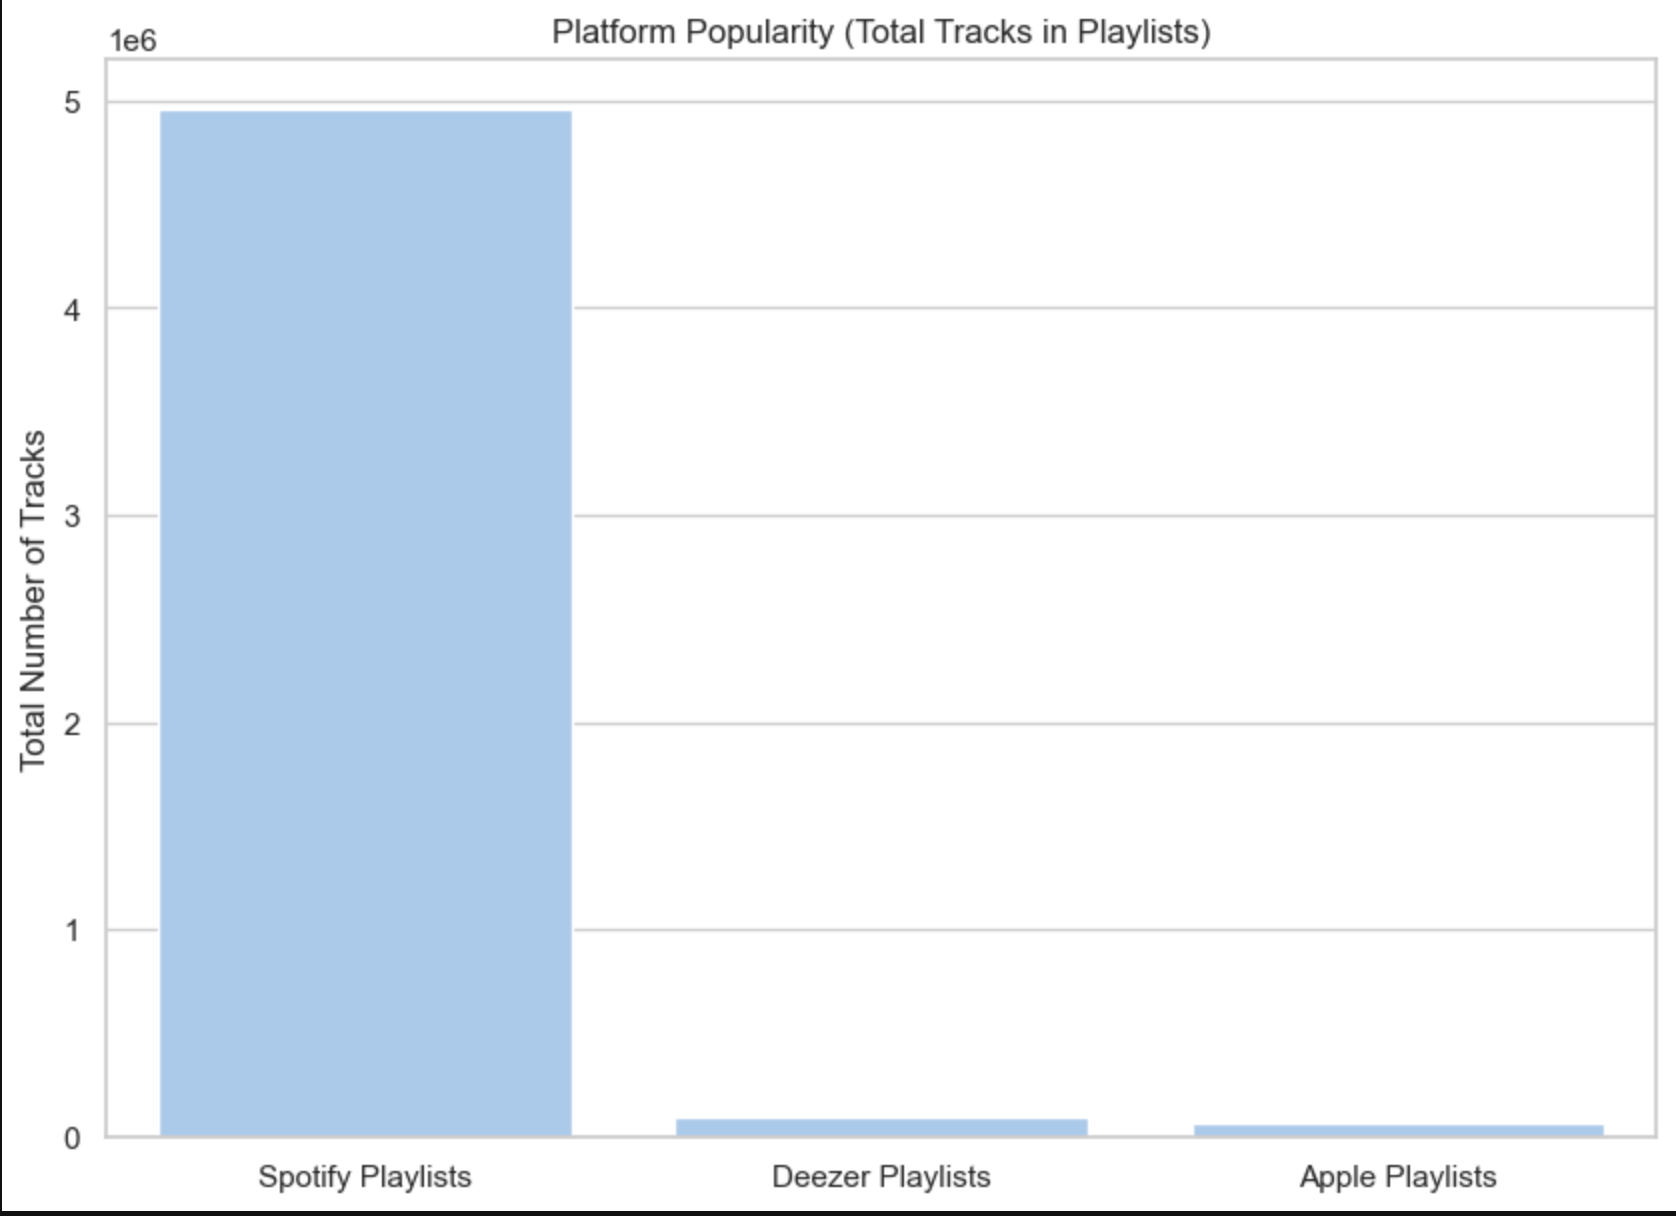 Platform Popularity (Total Tracks in Playlists)
1e6
5
4
3
2
1
0
Total Number of Tracks
Spotify Playlists
Deezer Playlists
Apple Playlists